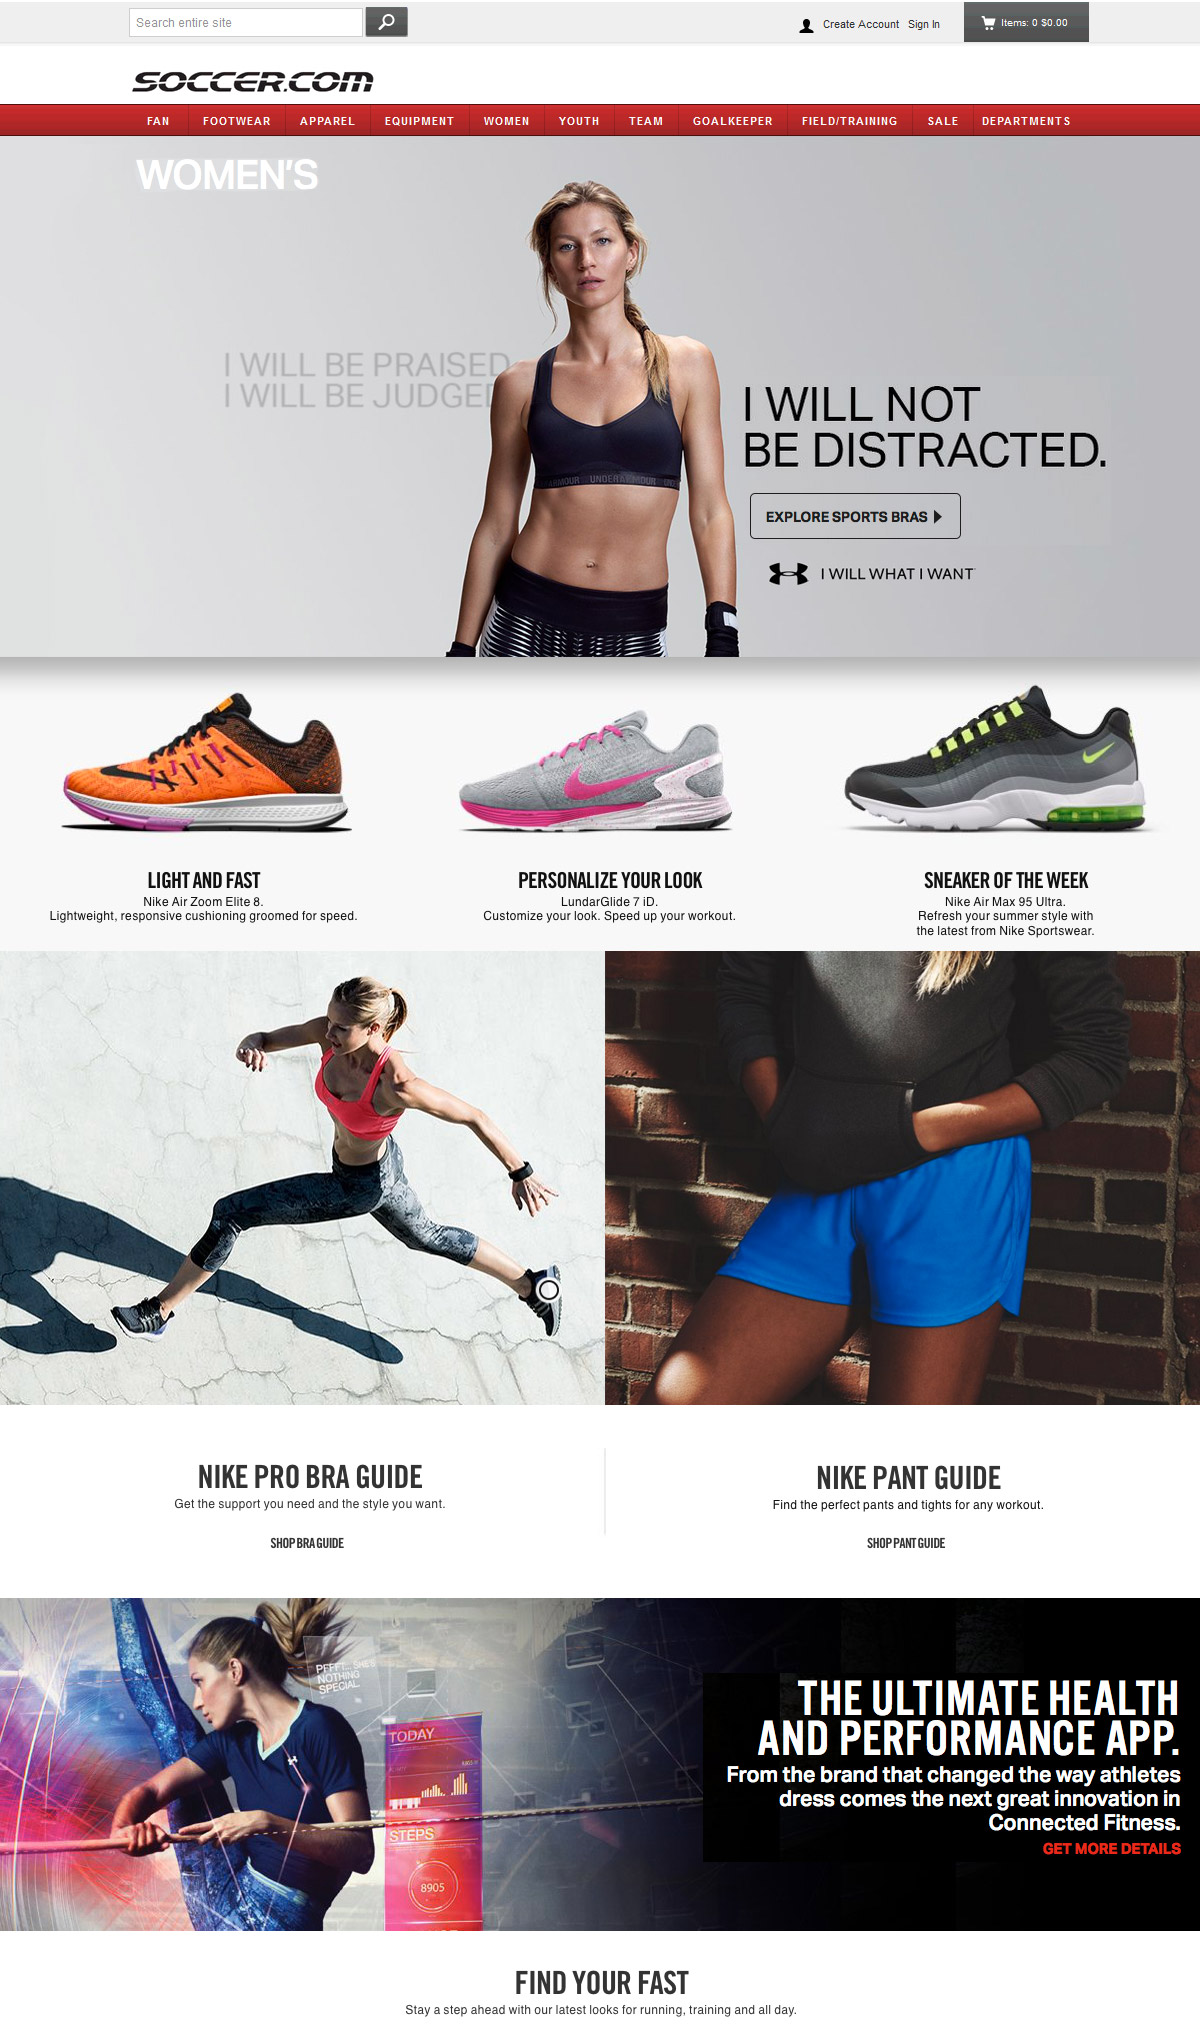 Search entire site
Create Account Sign In
Items: 0 $0.00
SOCCER.COM
FAN FOOTWEAR APPAREL EQUIPMENT WOMEN YOUTH TEAM GOALKEEPER FIELD/TRAINING SALE DEPARTMENTS
WOMEN'S
I WILL BE PRAISED
I WILL BE JUDGED
I WILL NOT
BE DISTRACTED.
ARMOUR UNDER ARMOUR UNDE
EXPLORE SPORTS BRAS
I WILL WHAT I WANT
LIGHT AND FAST
Nike Air Zoom Elite 8.
Lightweight, responsive cushioning groomed for speed.
PERSONALIZE YOUR LOOK
LundarGlide 7 iD.
Customize your look. Speed up your workout.
SNEAKER OF THE WEEK
Nike Air Max 95 Ultra.
Refresh your summer style with
the latest from Nike Sportswear.
NIKE PRO BRA GUIDE
Get the support you need and the style you want.
SHOP BRA GUIDE
NIKE PANT GUIDE
Find the perfect pants and tights for any workout.
SHOP PANT GUIDE
PFFFT... SHE'S
NOTHING
SPECIAL.
TODAY
STEPS
8905
THE ULTIMATE HEALTH
AND PERFORMANCE APP.
From the brand that changed the way athletes
dress comes the next great innovation in
Connected Fitness.
GET MORE DETAILS
FIND YOUR FAST
Stay a step ahead with our latest looks for running, training and all day.